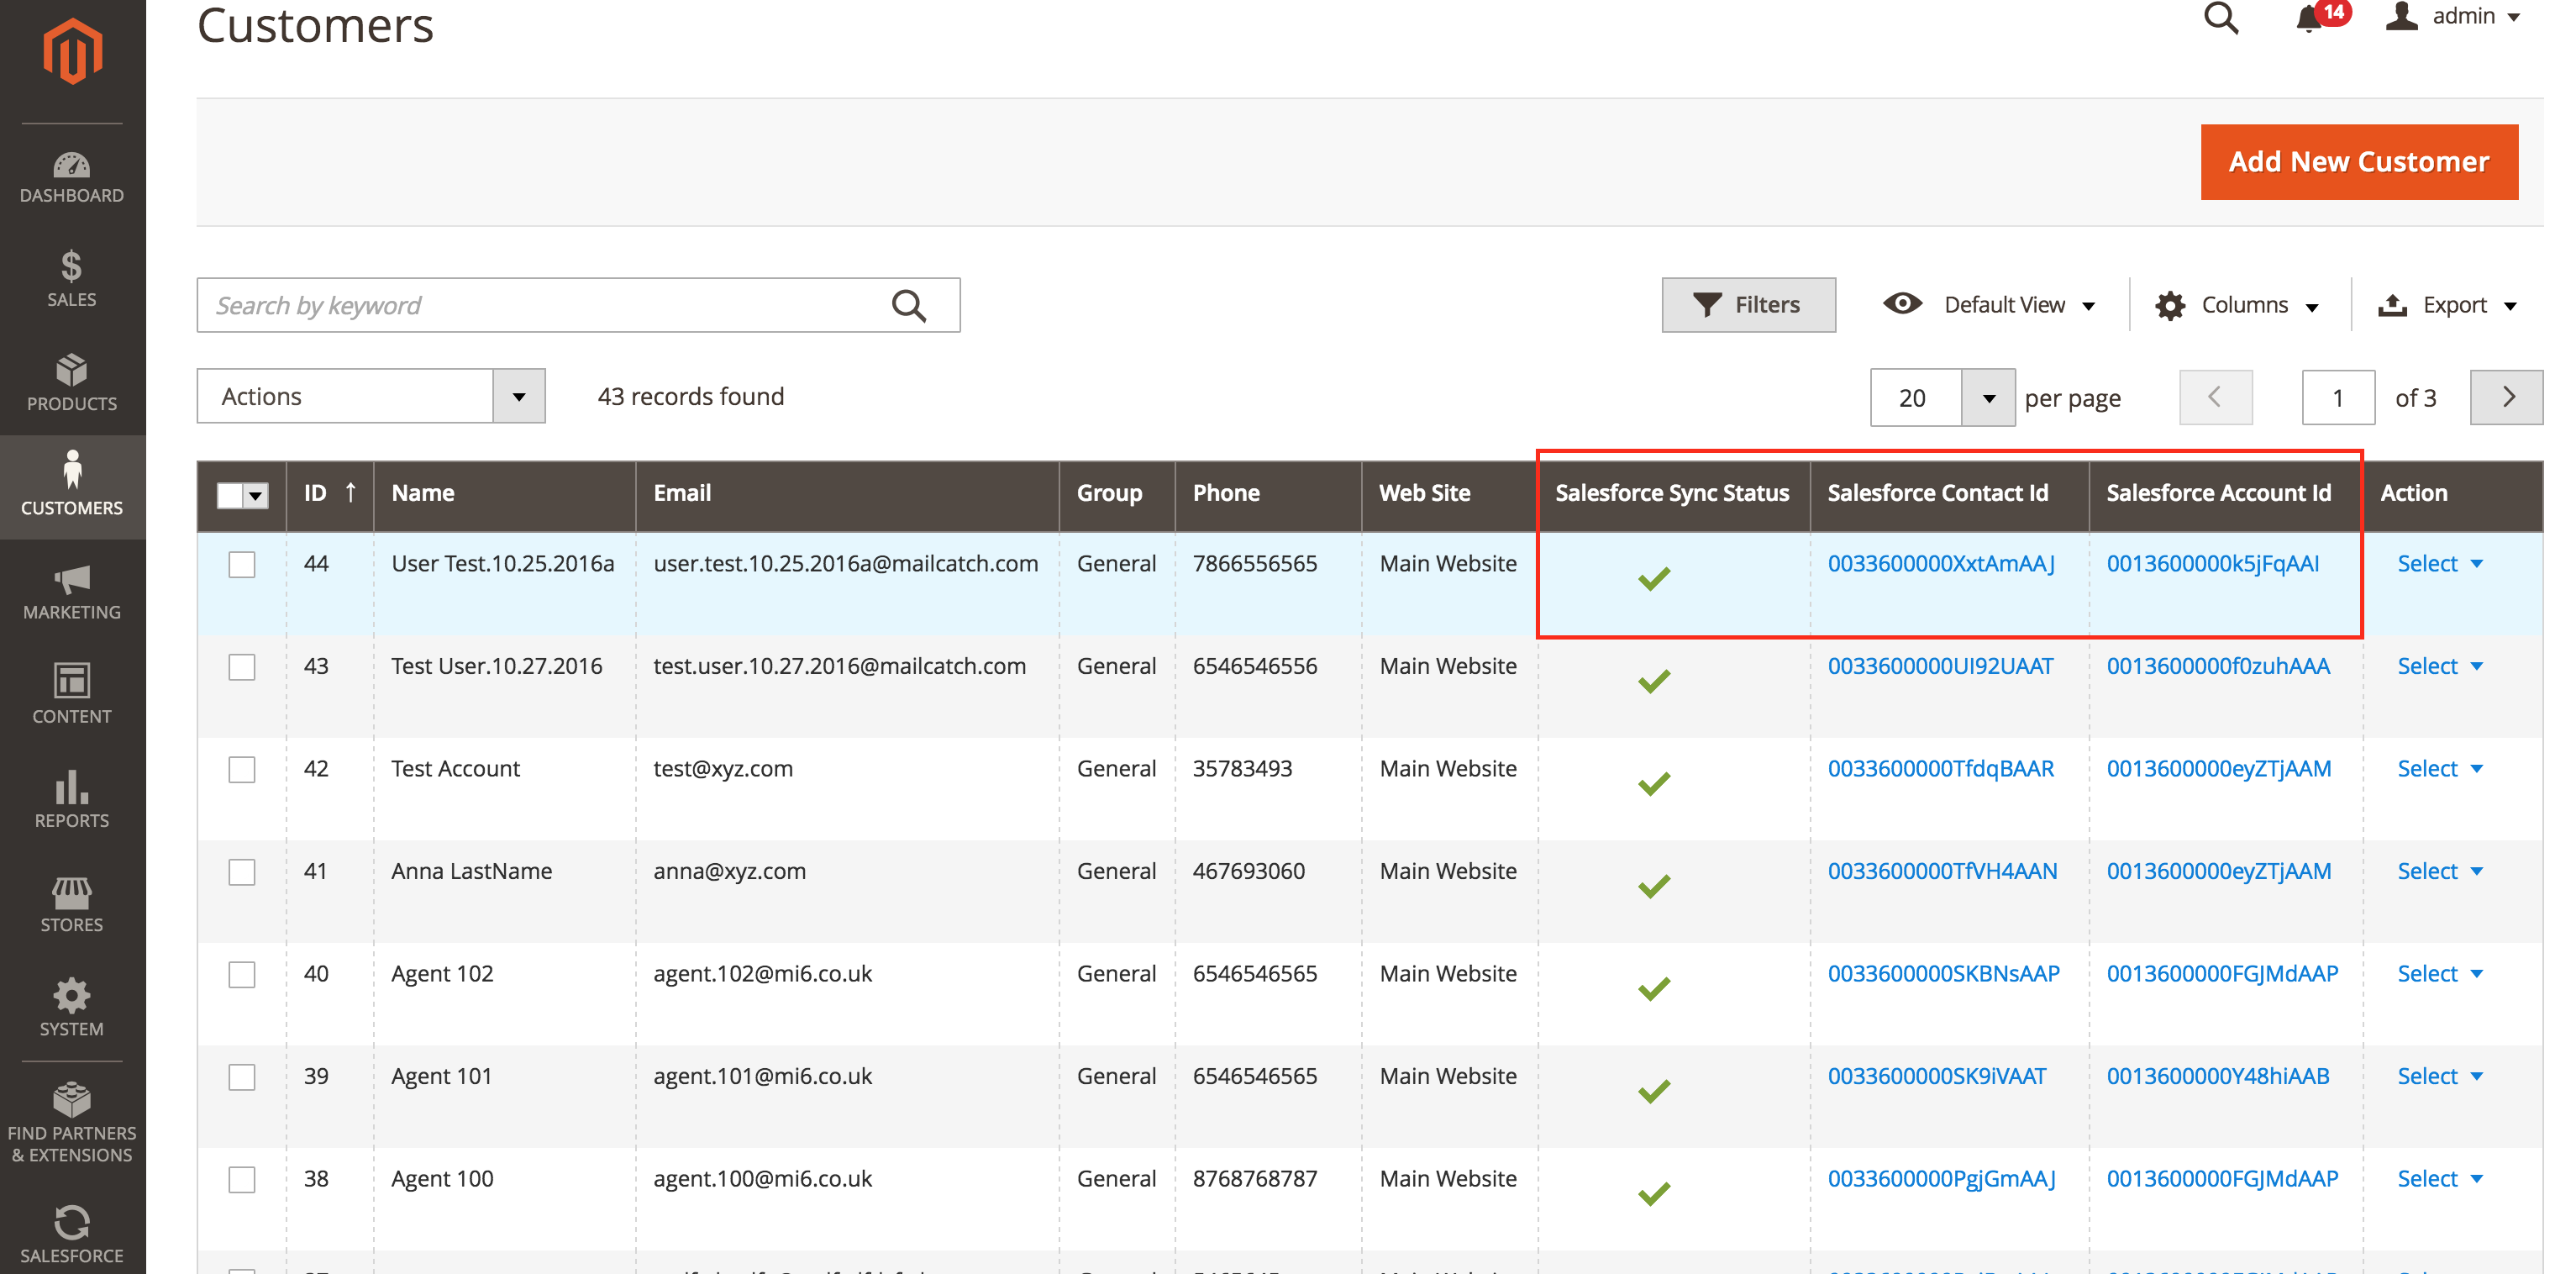 Customers
14
admin
DASHBOARD
SALES
PRODUCTS
CUSTOMERS
MARKETING
CONTENT
REPORTS
STORES
SYSTEM
FIND PARTNERS
& EXTENSIONS
SALESFORCE
Add New Customer
Search by keyword
Filters Default View Columns Export
Actions 43 records found 20 per page 1 of 3
ID ↑ Name Email Group Phone Web Site Salesforce Sync Status Salesforce Contact Id Salesforce Account Id Action
44 User Test.10.25.2016a user.test.10.25.2016a@mailcatch.com General 7866556565 Main Website 0033600000XxtAmAAJ 0013600000k5jFqAAI Select
43 Test User.10.27.2016 test.user.10.27.2016@mailcatch.com General 6546546556 Main Website 0033600000UI92UAAT 0013600000f0zuhAAA Select
42 Test Account test@xyz.com General 35783493 Main Website 0033600000TfdqBAAR 0013600000eyZTjAAM Select
41 Anna LastName anna@xyz.com General 467693060 Main Website 0033600000TfVH4AAN 0013600000eyZTjAAM Select
40 Agent 102 agent.102@mi6.co.uk General 6546546565 Main Website 0033600000SKBNsAAP 0013600000FGJMdAAP Select
39 Agent 101 agent.101@mi6.co.uk General 6546546565 Main Website 0033600000SK9iVAAT 0013600000Y48hiAAB Select
38 Agent 100 agent.100@mi6.co.uk General 8768768787 Main Website 0033600000PgjGmAAJ 0013600000FGJMdAAP Select